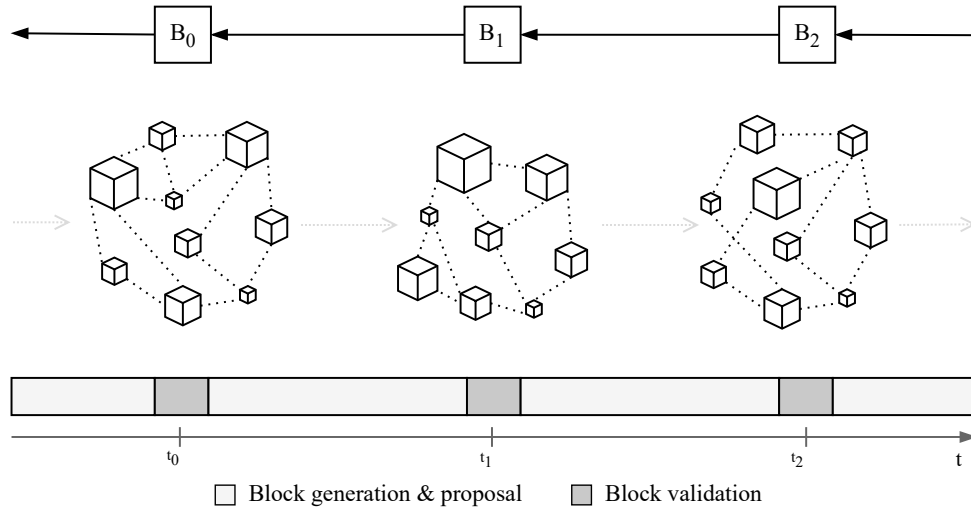 B0 B1 B2
t0 t1 t2 t
Block generation & proposal Block validation